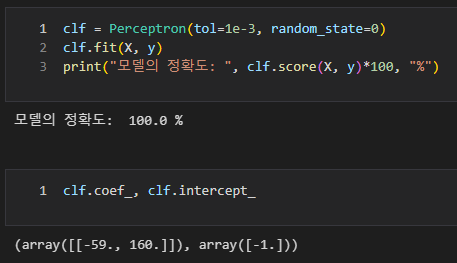 1 clf = Perceptron(tol=1e-3, random_state=0)
2 clf.fit(X, y)
3 print("모델의 정확도: ", clf.score(X, y)*100, "%")
모델의 정확도:  100.0 %
1 clf.coef_, clf.intercept_
(array([[-59., 160.]]), array([-1.]))